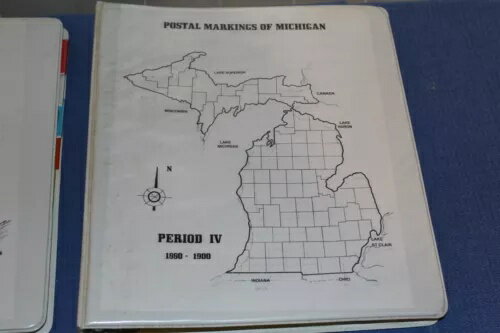 POSTAL MARKINGS OF MICHIGAN
LAKE SUPERIOR
CANADA
WISCONSIN
LAKE
HURON
LAKE
MICHIGAN
N
PERIOD IV
1860 - 1900
LAKE
ST CLAIR
INDIANA
OHIO